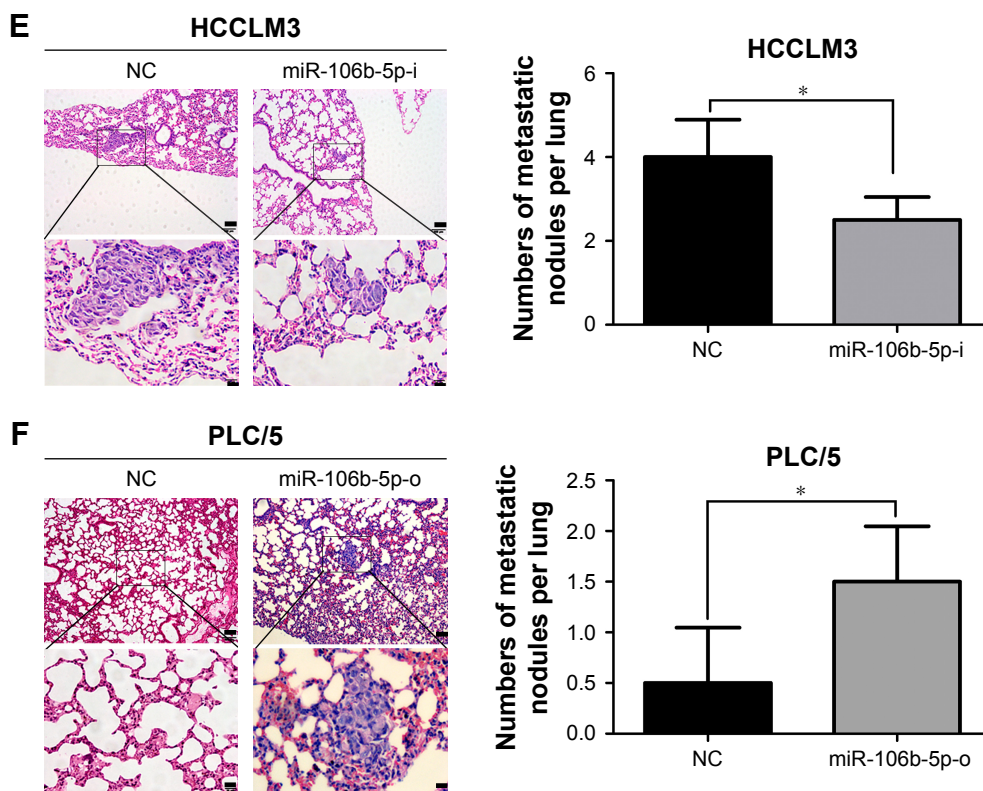 E
HCCLM3
NC miR-106b-5p-i
HCCLM3
Numbers of metastatic
nodules per lung
6
4
2
0
*
NC miR-106b-5p-i
F
PLC/5
NC miR-106b-5p-o
PLC/5
Numbers of metastatic
nodules per lung
2.5
2.0
1.5
1.0
0.5
0.0
*
NC miR-106b-5p-o